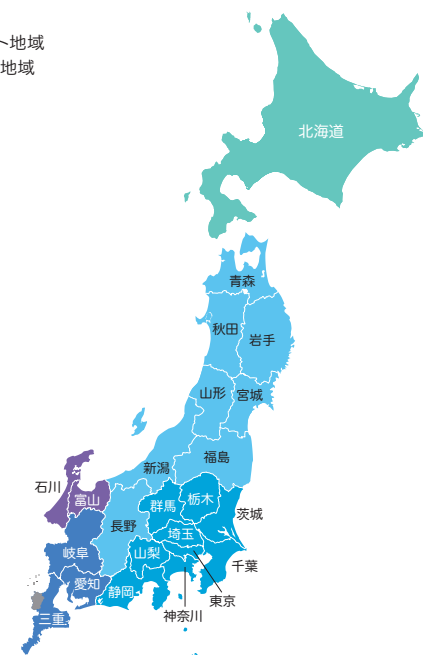 ト地域
地域
北海道
青森
秋田
岩手
山形
宮城
福島
新潟
石川
富山
群馬
栃木
茨城
長野
埼玉
岐阜
山梨
千葉
愛知
静岡
東京
神奈川
三重